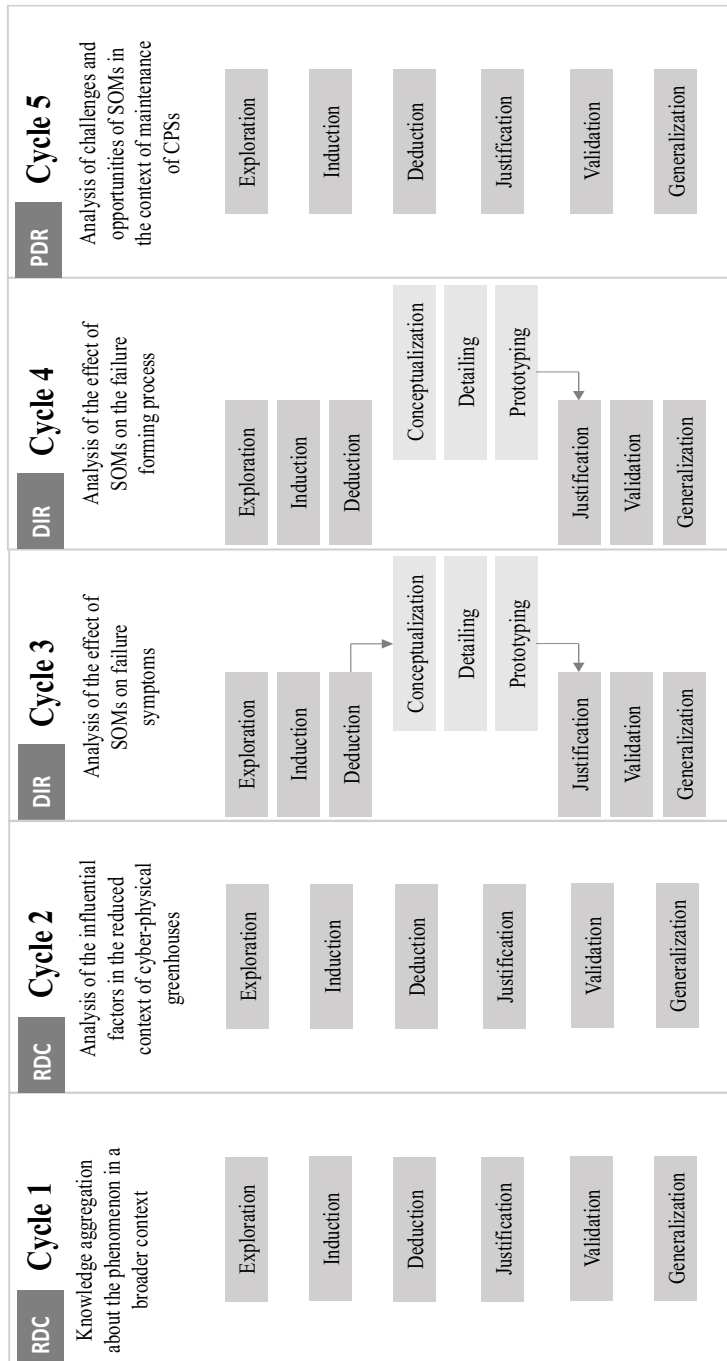 RDC
Cycle 1
Knowledge aggregation
about the phenomenon in a
broader context
Exploration
Induction
Deduction
Justification
Validation
Generalization
RDC
Cycle 2
Analysis of the influential
factors in the reduced
context of cyber-physical
greenhouses
Exploration
Induction
Deduction
Justification
Validation
Generalization
DIR
Cycle 3
Analysis of the effect of
SOMs on failure
symptoms
Exploration
Induction
Deduction
Conceptualization
Detailing
Prototyping
Justification
Validation
Generalization
DIR
Cycle 4
Analysis of the effect of
SOMs on the failure
forming process
Exploration
Induction
Deduction
Conceptualization
Detailing
Prototyping
Justification
Validation
Generalization
PDR
Cycle 5
Analysis of challenges and
opportunities of SOMs in
the context of maintenance
of CPSs
Exploration
Induction
Deduction
Justification
Validation
Generalization